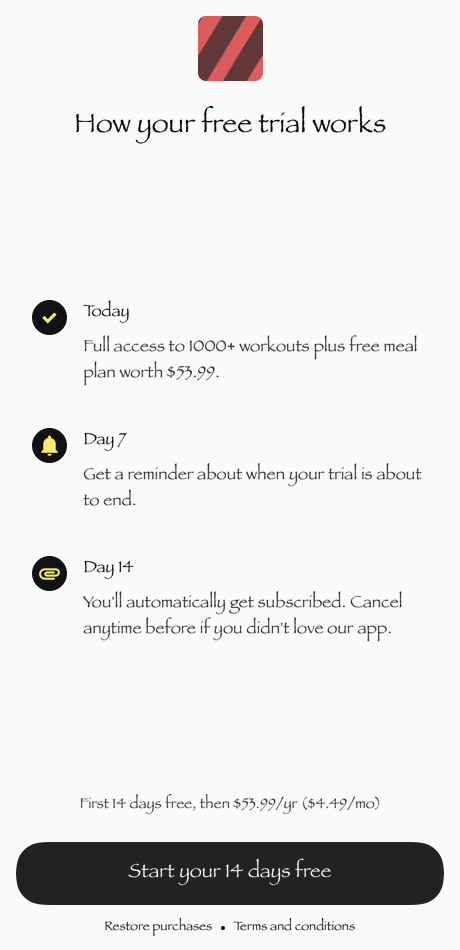 How your free trial works
Today
Full access to 1000+ workouts plus free meal
plan worth $53.99.
Day 7
Get a reminder about when your trial is about
to end.
Day 14
You'll automatically get subscribed. Cancel
anytime before if you didn't love our app.
First 14 days free, then $53.99/yr ($4.49/mo)
Start your 14 days free
Restore purchases • Terms and conditions